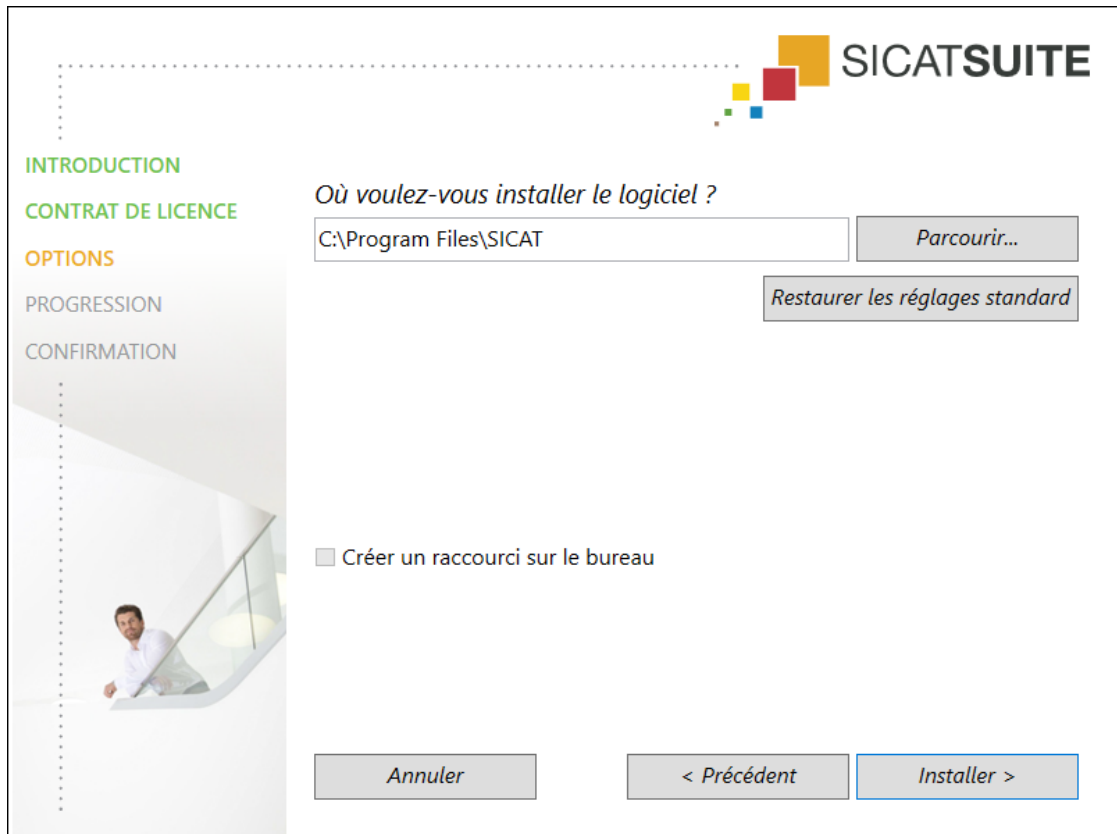 SICATSUITE
INTRODUCTION
CONTRAT DE LICENCE
OPTIONS
PROGRESSION
CONFIRMATION
Où voulez-vous installer le logiciel ?
C:\Program Files\SICAT
Parcourir...
Restaurer les réglages standard
Créer un raccourci sur le bureau
Annuler
< Précédent
Installer >